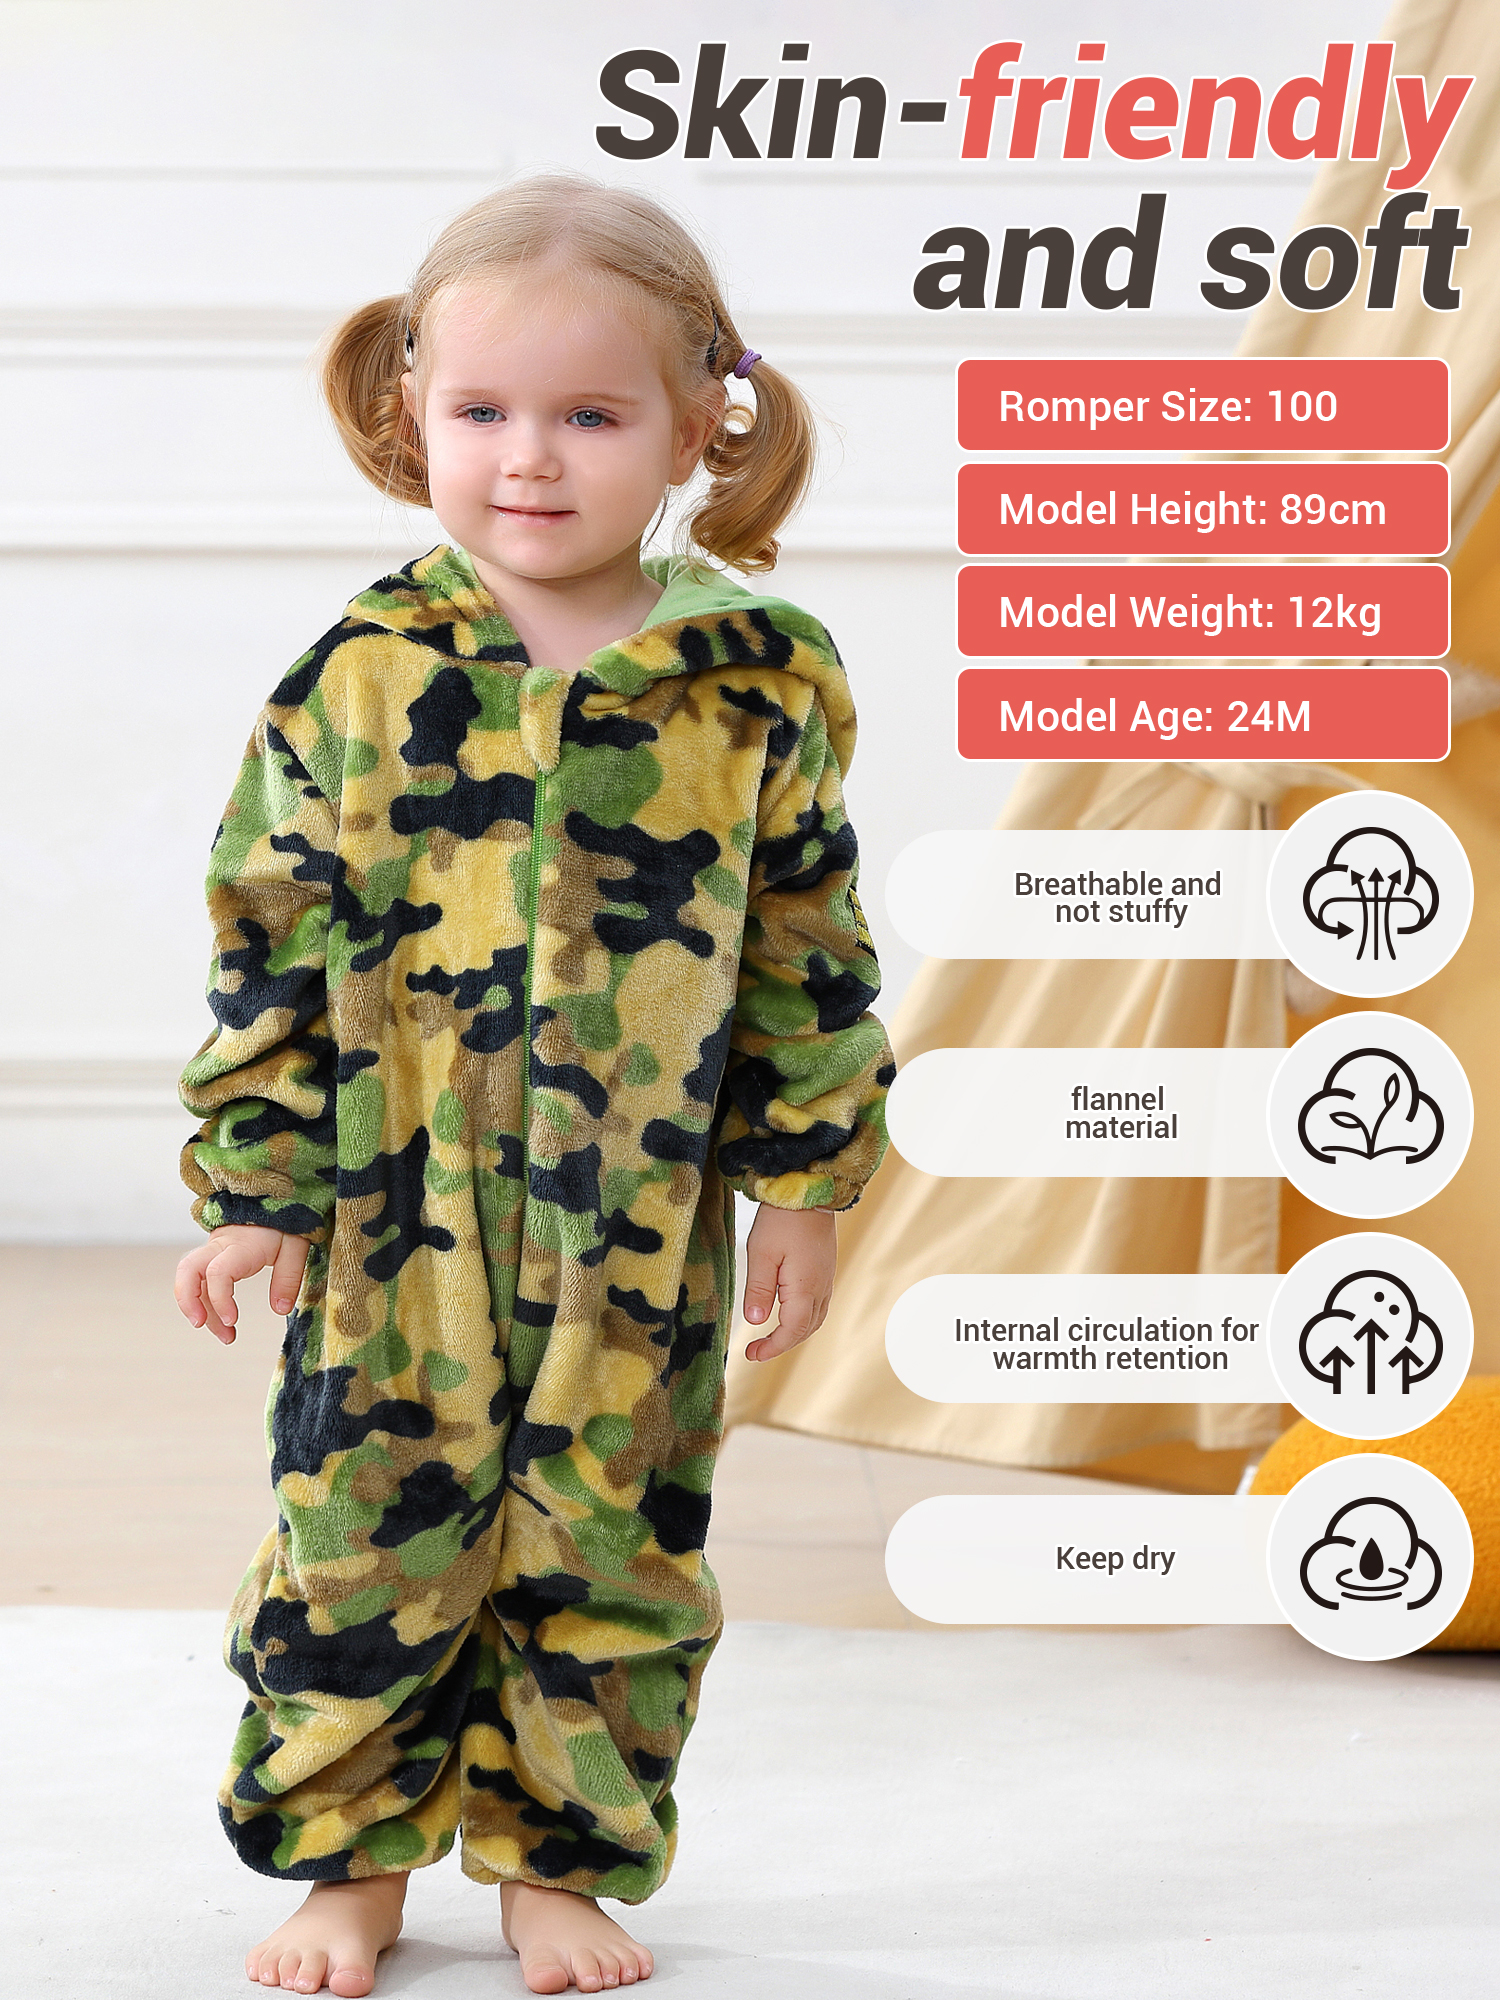 Skin-friendly
and soft
Romper Size: 100
Model Height: 89cm
Model Weight: 12kg
Model Age: 24M
Breathable and
not stuffy
flannel
material
Internal circulation for
warmth retention
Keep dry